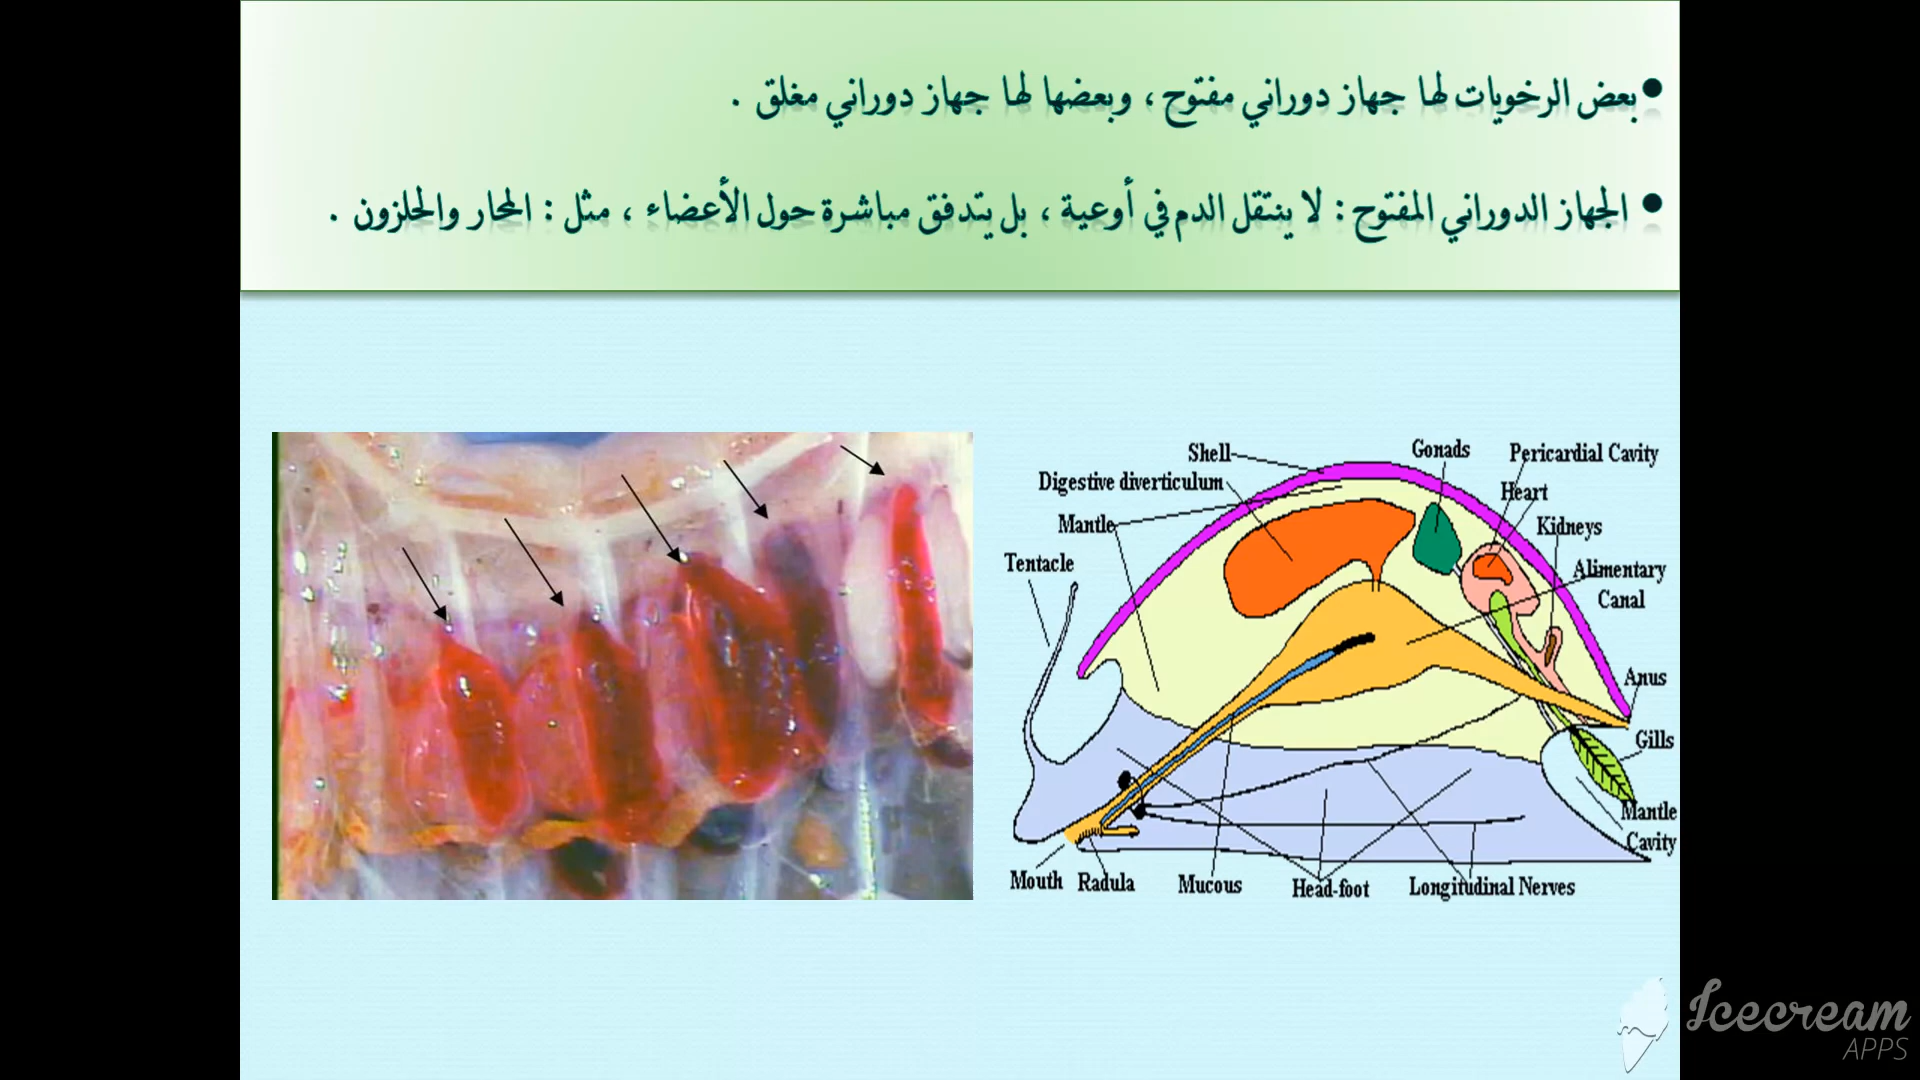 ● بعض الرخويات لها جهاز دوراني مفتوح ، وبعضها لها جهاز دوراني مغلق .
● الجهاز الدوراني المفتوح : لا ينتقل الدم في أوعية ، بل يتدفق مباشرة حول الأعضاء ، مثل : المحار والحلزون .
Shell
Gonads
Pericardial Cavity
Digestive diverticulum
Heart
Mantle
Kidneys
Tentacle
Alimentary
Canal
Anus
Gills
Mantle
Cavity
Mouth
Radula
Mucous
Head-foot
Longitudinal Nerves
Icecream
APPS